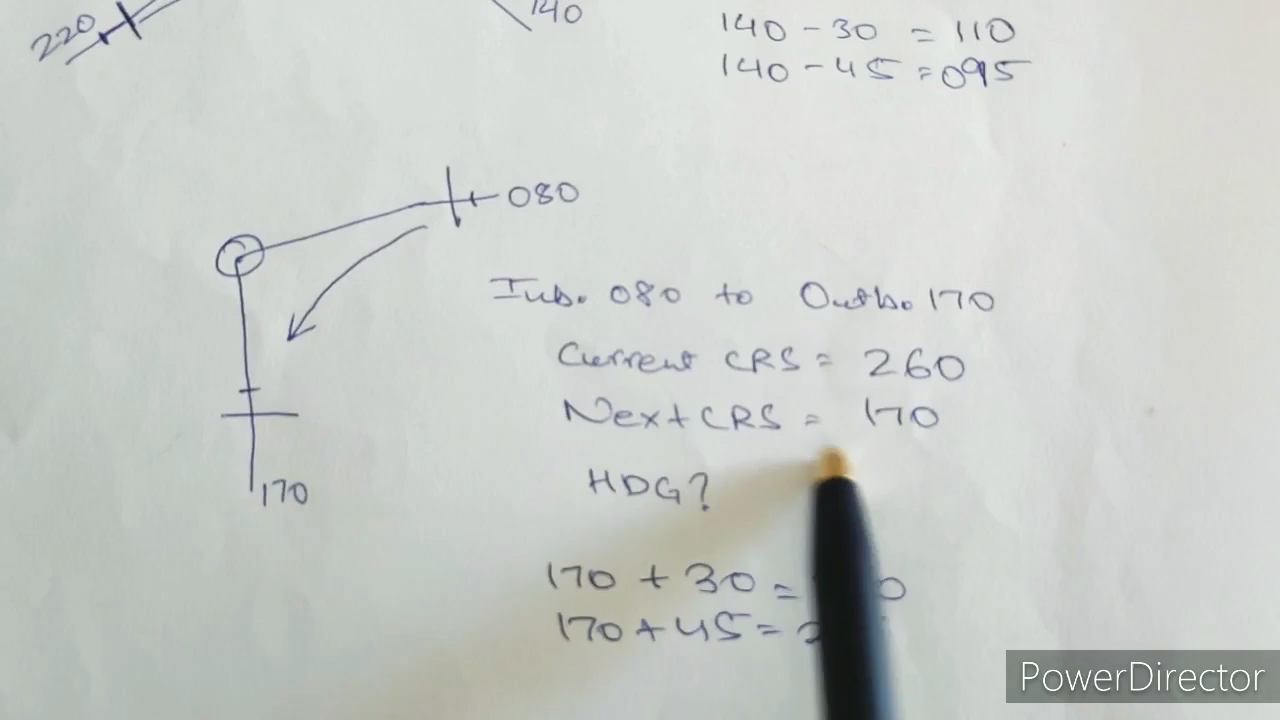 220
140
140 - 30 = 110
140 - 45 = 095
080
Inb. 080 to Outb. 170
Current CRS = 260
Next CRS = 170
HDG?
170
170 + 30 =
170 + 45 =
PowerDirector